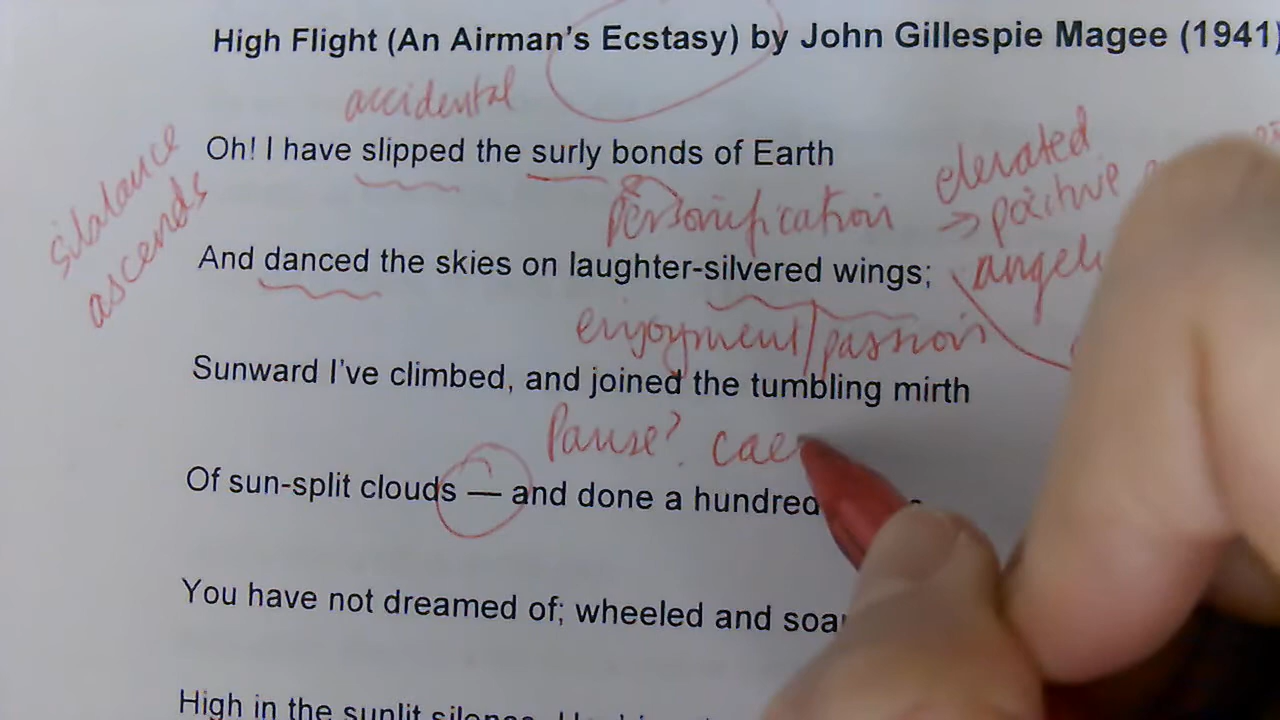 High Flight (An Airman's Ecstasy) by John Gillespie Magee (1941)
accidental
Oh! I have slipped the surly bonds of Earth
elevated
→ positive
sibalance
ascends
personification
And danced the skies on laughter-silvered wings;
enjoyment/passion
Sunward I've climbed, and joined the tumbling mirth
Pause? cae
Of sun-split clouds — and done a hundred
You have not dreamed of; wheeled and soa
High in the sunlit